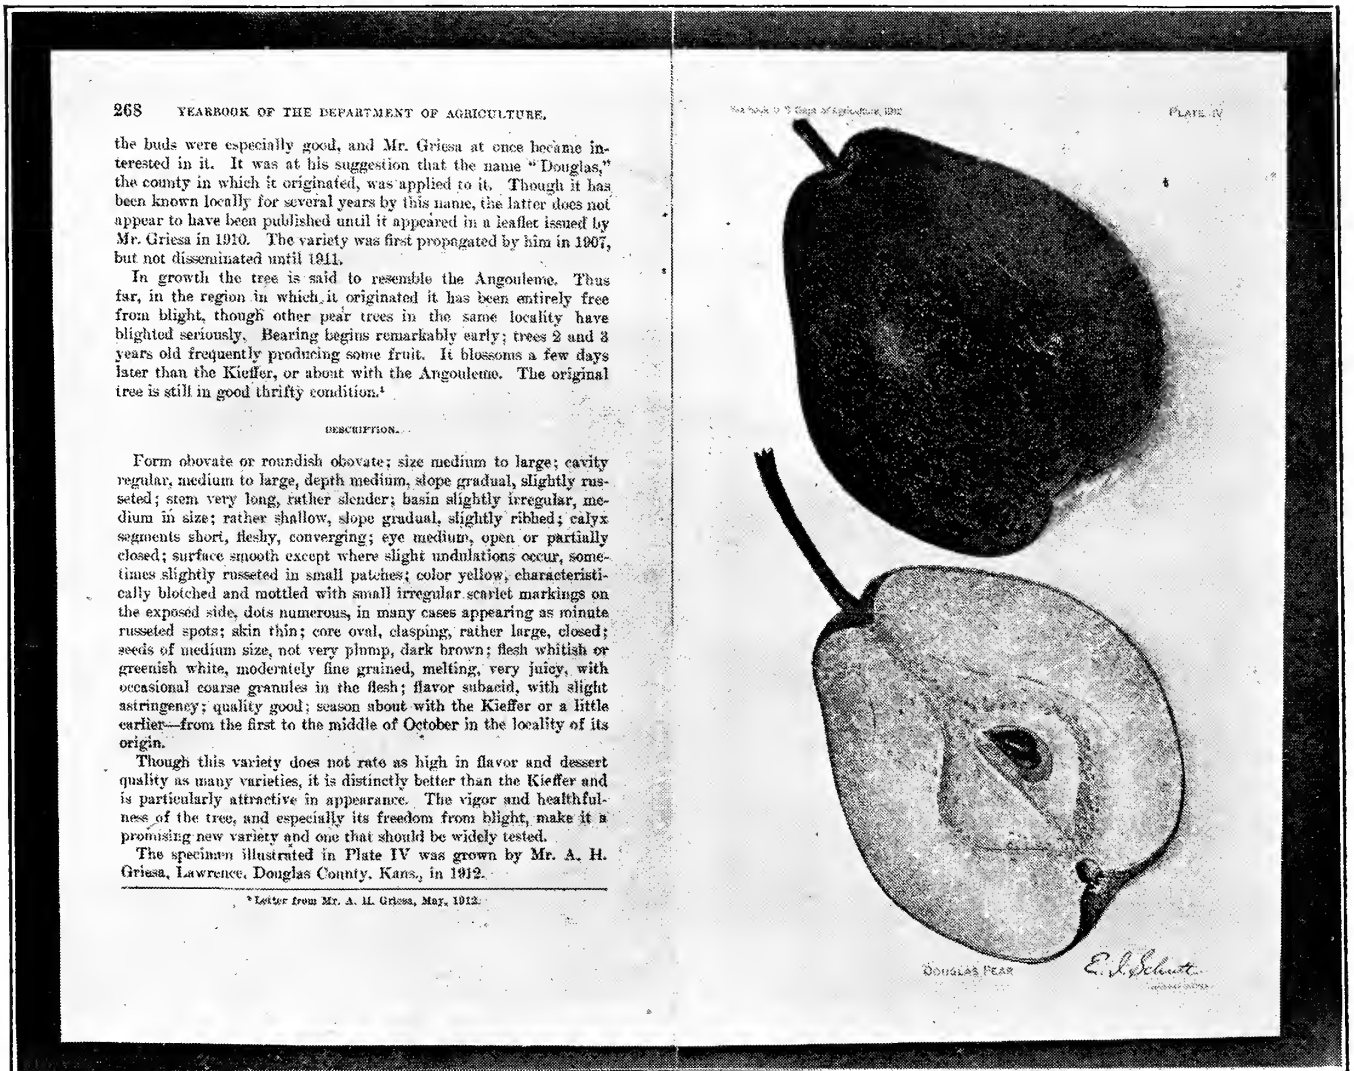 268 YEARBOOK OF THE DEPARTMENT OF AGRICULTURE.
the buds were especially good, and Mr. Griesa at once became in-
terested in it. It was at his suggestion that the name "Douglas,"
the county in which it originated, was applied to it. Though it has
been known locally for several years by this name, the latter does not
appear to have been published until it appeared in a leaflet issued by
Mr. Griesa in 1910. The variety was first propagated by him in 1907,
but not disseminated until 1911.
In growth the tree is said to resemble the Angouleme. Thus
far, in the region in which it originated it has been entirely free
from blight, though other pear trees in the same locality have
blighted seriously. Bearing begins remarkably early; trees 2 and 3
years old frequently producing some fruit. It blossoms a few days
later than the Kieffer, or about with the Angouleme. The original
tree is still in good thrifty condition.¹
DESCRIPTION.
Form obovate or roundish obovate; size medium to large; cavity
regular, medium to large, depth medium, slope gradual, slightly rus-
seted; stem very long, rather slender; basin slightly irregular, me-
dium in size; rather shallow, slope gradual, slightly ribbed; calyx
segments short, fleshy, converging; eye medium, open or partially
closed; surface smooth except where slight undulations occur, some-
times slightly russeted in small patches; color yellow, characteristi-
cally blotched and mottled with small irregular scarlet markings on
the exposed side, dots numerous, in many cases appearing as minute
russeted spots; skin thin; core oval, clasping, rather large, closed;
seeds of medium size, not very plump, dark brown; flesh whitish or
greenish white, moderately fine grained, melting, very juicy, with
occasional coarse granules in the flesh; flavor subacid, with slight
astringency; quality good; season about with the Kieffer or a little
earlier—from the first to the middle of October in the locality of its
origin.
Though this variety does not rate as high in flavor and dessert
quality as many varieties, it is distinctly better than the Kieffer and
is particularly attractive in appearance. The vigor and healthful-
ness of the tree, and especially its freedom from blight, make it a
promising new variety and one that should be widely tested.
The specimen illustrated in Plate IV was grown by Mr. A. H.
Griesa, Lawrence, Douglas County, Kans., in 1912.
¹ Letter from Mr. A. H. Griesa, May, 1912.
Yearbook U. S. Dept. of Agriculture, 1912
PLATE IV
DOUGLAS PEAR
E. I. Schutt